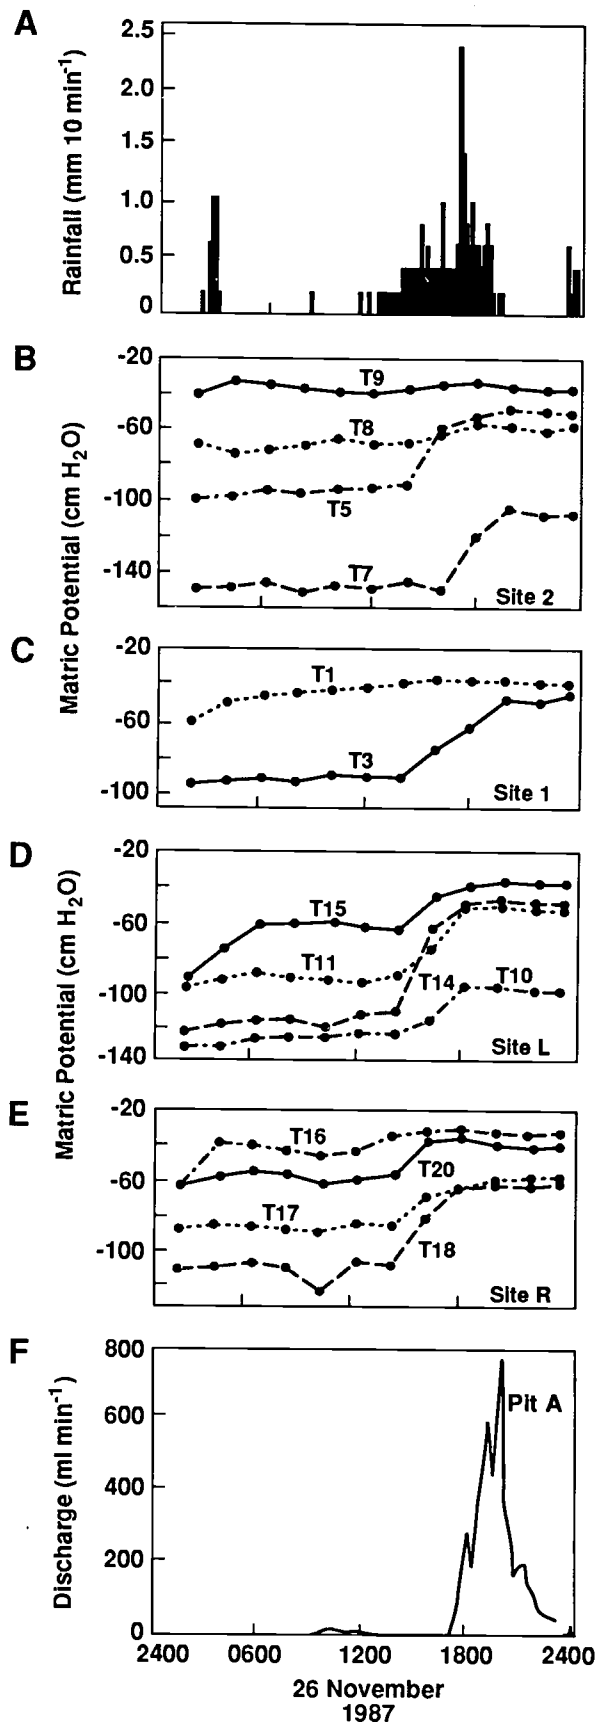 A
Rainfall (mm 10 min⁻¹)
2.5
2.0
1.5
1.0
0.5
0
B
Matric Potential (cm H₂O)
-20
-60
-100
-140
T9
T8
T5
T7
Site 2
C
-20
-60
-100
T1
T3
Site 1
D
Matric Potential (cm H₂O)
-20
-60
-100
-140
T15
T11
T14
T10
Site L
E
-20
-60
-100
T16
T20
T17
T18
Site R
F
Discharge (ml min⁻¹)
800
600
400
200
0
Pit A
2400 0600 1200 1800 2400
26 November
1987